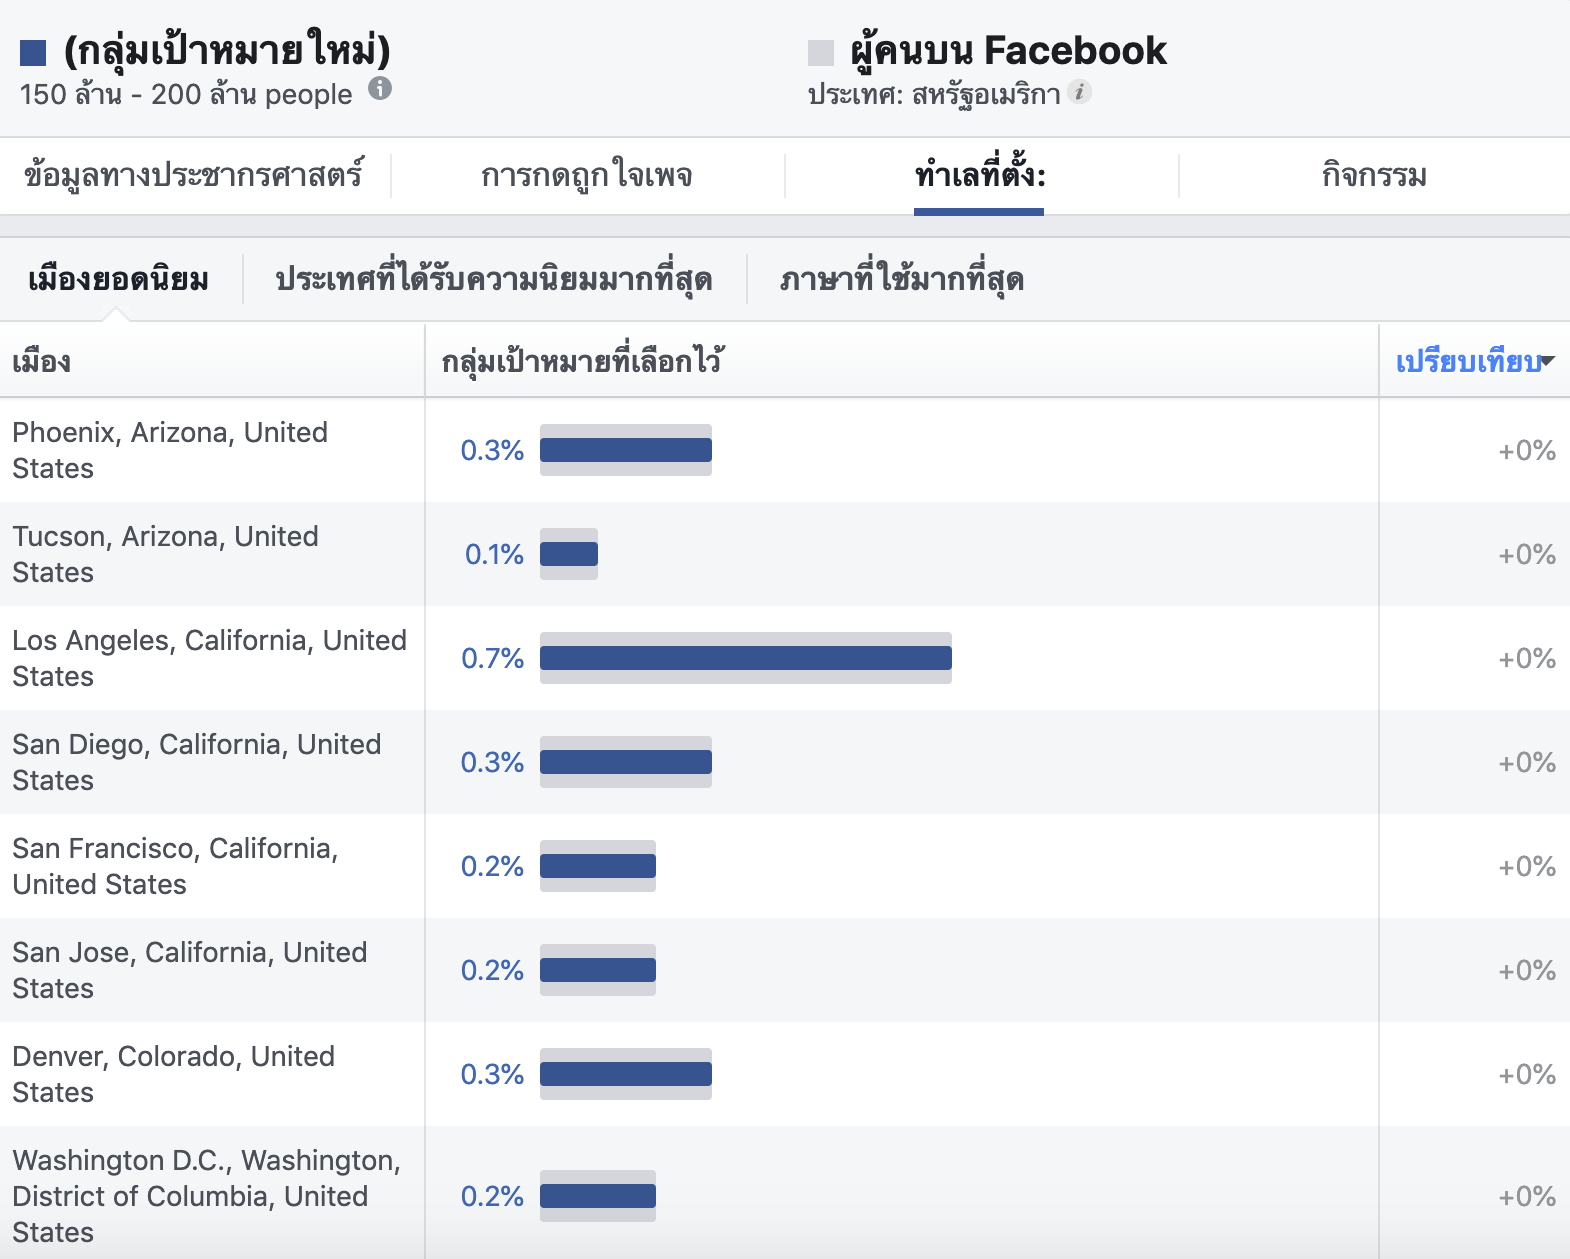 (กลุ่มเป้าหมายใหม่)
150 ล้าน - 200 ล้าน people
ผู้คนบน Facebook
ประเทศ: สหรัฐอเมริกา
ข้อมูลทางประชากรศาสตร์
การกดถูกใจเพจ
ทำเลที่ตั้ง:
กิจกรรม
เมืองยอดนิยม
ประเทศที่ได้รับความนิยมมากที่สุด
ภาษาที่ใช้มากที่สุด
เมือง
กลุ่มเป้าหมายที่เลือกไว้
เปรียบเทียบ
Phoenix, Arizona, United
States
0.3%
+0%
Tucson, Arizona, United
States
0.1%
+0%
Los Angeles, California, United
States
0.7%
+0%
San Diego, California, United
States
0.3%
+0%
San Francisco, California,
United States
0.2%
+0%
San Jose, California, United
States
0.2%
+0%
Denver, Colorado, United
States
0.3%
+0%
Washington D.C., Washington,
District of Columbia, United
States
0.2%
+0%